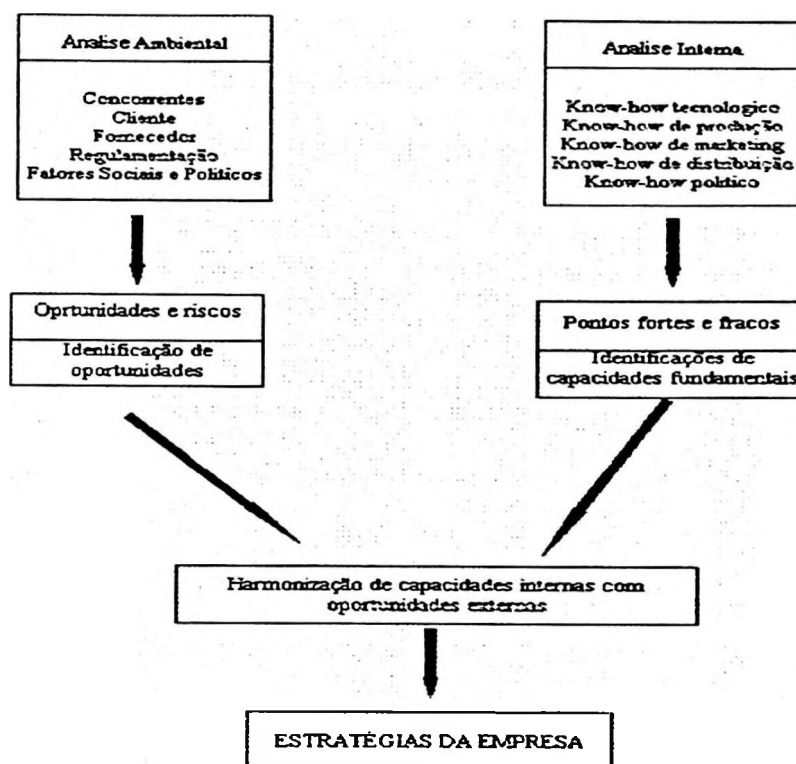 Analise Ambiental
Concorrentes
Cliente
Fornecedor
Regulamentação
Fatores Sociais e Políticos
Analise Interna
Know-how tecnologico
Know-how de produção
Know-how de marketing
Know-how de distribuição
Know-how politico
Oprtunidades e riscos
Identificação de
oportunidades
Pontos fortes e fracos
Identificações de
capacidades fundamentais
Harmonização de capacidades internas com
oportunidades externas
ESTRATÉGIAS DA EMPRESA